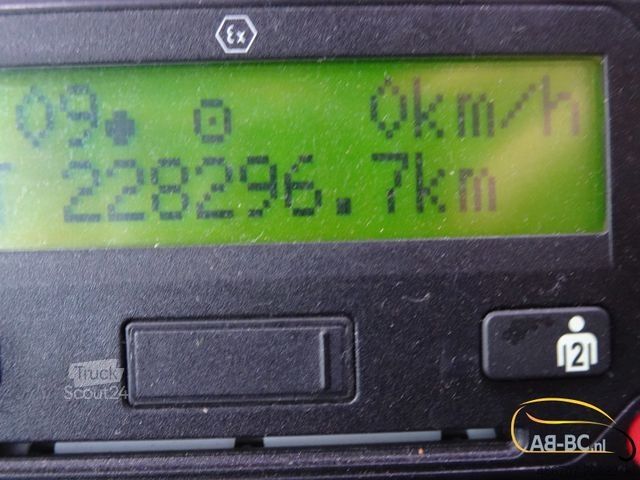 Ex
09 0km/h
228296.7km
2
Truck
Scout24
AB-BC.nl